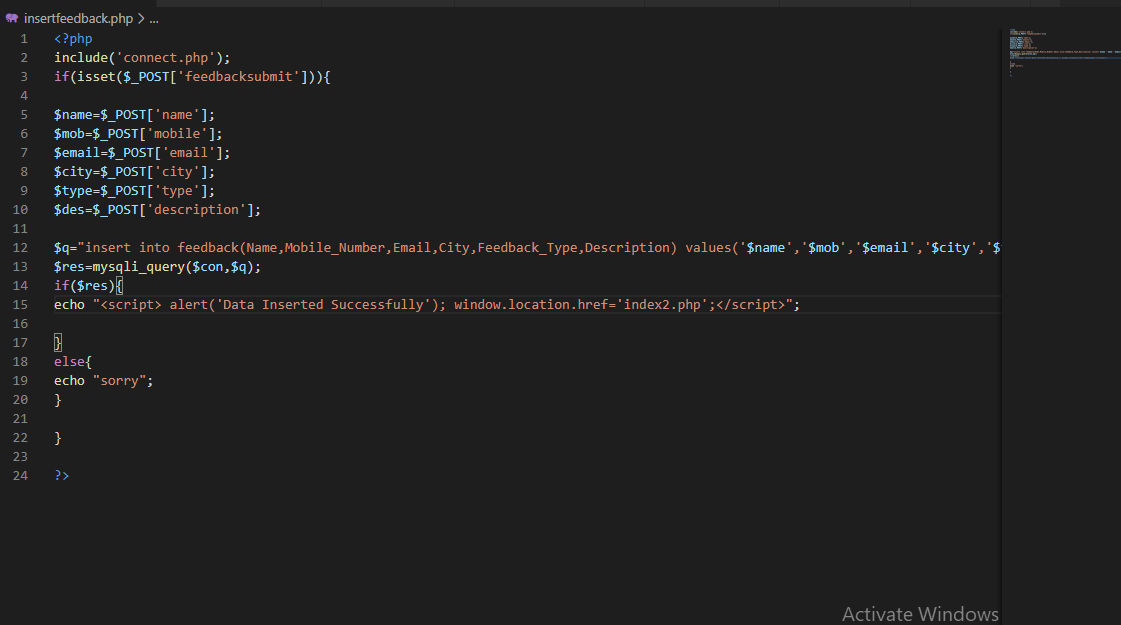 insertfeedback.php > ...
1 <?php
2 include('connect.php');
3 if(isset($_POST['feedbacksubmit'])){
4
5 $name=$_POST['name'];
6 $mob=$_POST['mobile'];
7 $email=$_POST['email'];
8 $city=$_POST['city'];
9 $type=$_POST['type'];
10 $des=$_POST['description'];
11
12 $q="insert into feedback(Name,Mobile_Number,Email,City,Feedback_Type,Description) values('$name','$mob','$email','$city','$
13 $res=mysqli_query($con,$q);
14 if($res){
15 echo "<script> alert('Data Inserted Successfully'); window.location.href='index2.php';</script>";
16
17 }
18 else{
19 echo "sorry";
20 }
21
22 }
23
24 ?>
Activate Windows